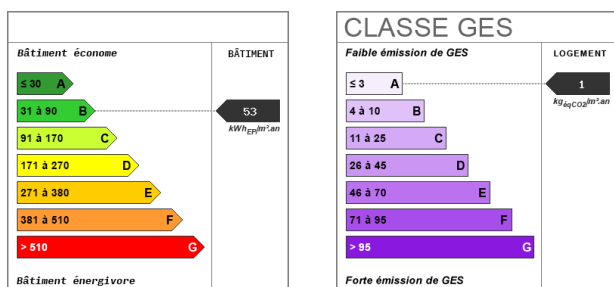 Bâtiment économe
BÂTIMENT
≤ 30 A
31 à 90 B
53
kWhEP/m².an
91 à 170 C
171 à 270 D
271 à 380 E
381 à 510 F
> 510 G
Bâtiment énergivore
CLASSE GES
Faible émission de GES
LOGEMENT
≤ 3 A
1
kgéqCO2/m².an
4 à 10 B
11 à 25 C
26 à 45 D
46 à 70 E
71 à 95 F
> 95 G
Forte émission de GES